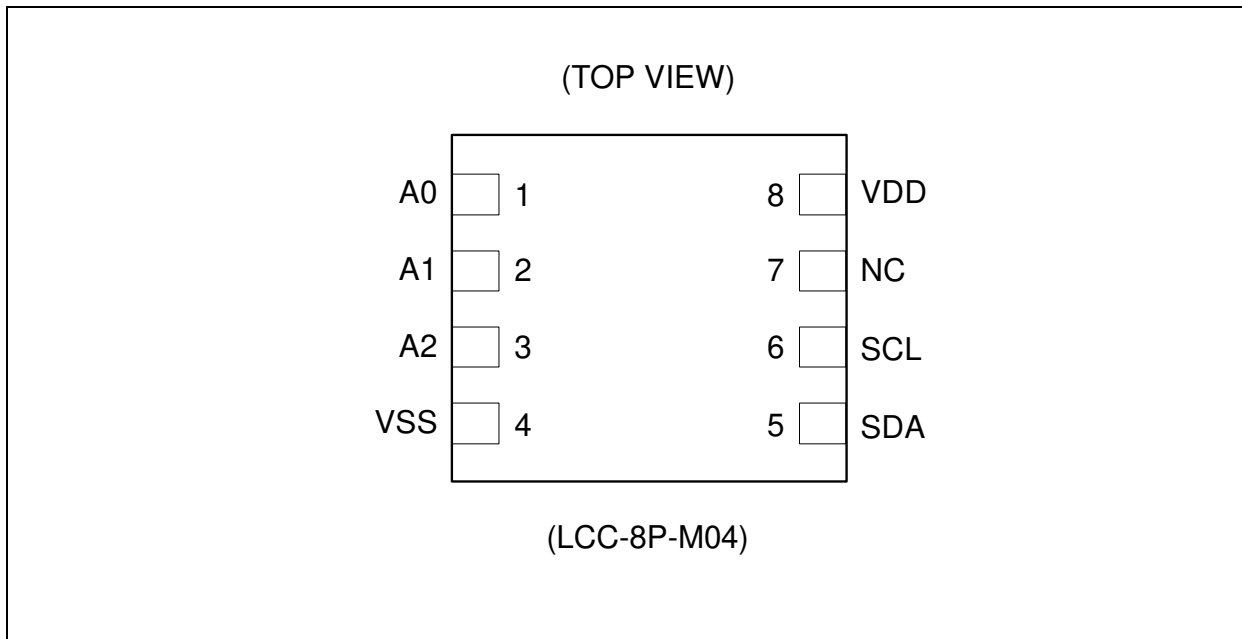 (TOP VIEW)
A0 1 8 VDD
A1 2 7 NC
A2 3 6 SCL
VSS 4 5 SDA
(LCC-8P-M04)